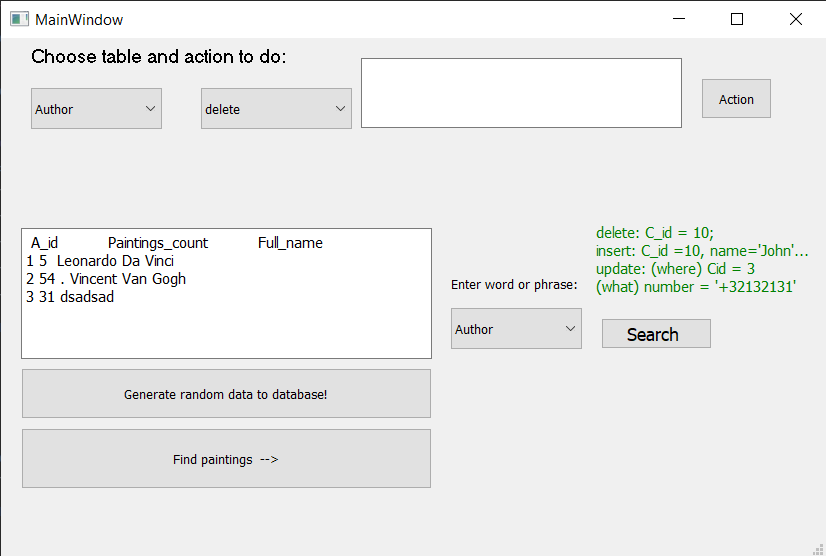 MainWindow
Choose table and action to do:
Author
delete
Action
A_id Paintings_count Full_name
1 5 Leonardo Da Vinci
2 54 . Vincent Van Gogh
3 31 dsadsad
delete: C_id = 10;
insert: C_id =10, name='John'...
update: (where) Cid = 3
(what) number = '+32132131'
Enter word or phrase:
Author
Search
Generate random data to database!
Find paintings -->